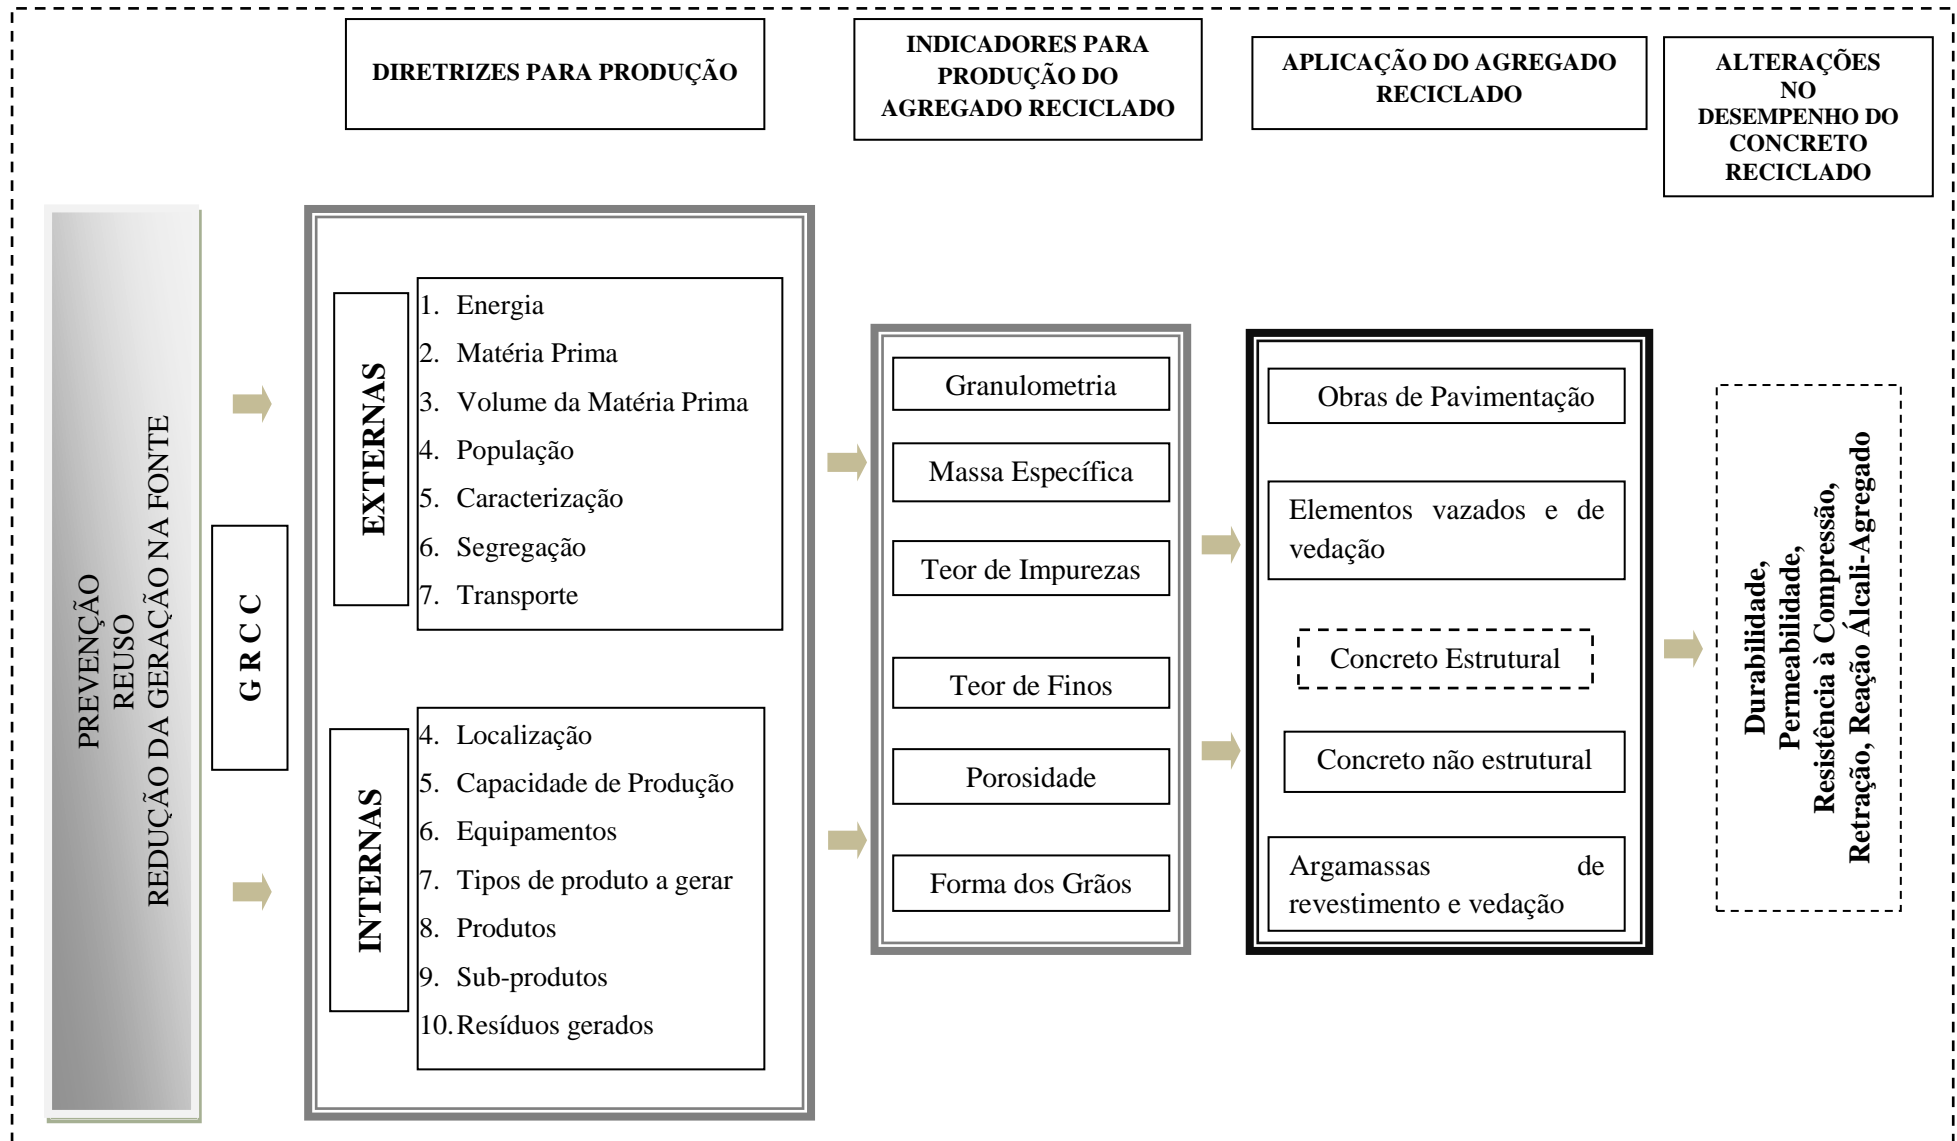 DIRETRIZES PARA PRODUÇÃO
INDICADORES PARA
PRODUÇÃO DO
AGREGADO RECICLADO
APLICAÇÃO DO AGREGADO
RECICLADO
ALTERAÇÕES
NO
DESEMPENHO DO
CONCRETO
RECICLADO
PREVENÇÃO
REUSO
REDUÇÃO DA GERAÇÃO NA FONTE
G R C C
EXTERNAS
1. Energia
2. Matéria Prima
3. Volume da Matéria Prima
4. População
5. Caracterização
6. Segregação
7. Transporte
INTERNAS
4. Localização
5. Capacidade de Produção
6. Equipamentos
7. Tipos de produto a gerar
8. Produtos
9. Sub-produtos
10. Resíduos gerados
Granulometria
Massa Específica
Teor de Impurezas
Teor de Finos
Porosidade
Forma dos Grãos
Obras de Pavimentação
Elementos vazados e de
vedação
Concreto Estrutural
Concreto não estrutural
Argamassas de
revestimento e vedação
Durabilidade,
Permeabilidade,
Resistência à Compressão,
Retração, Reação Álcali-Agregado